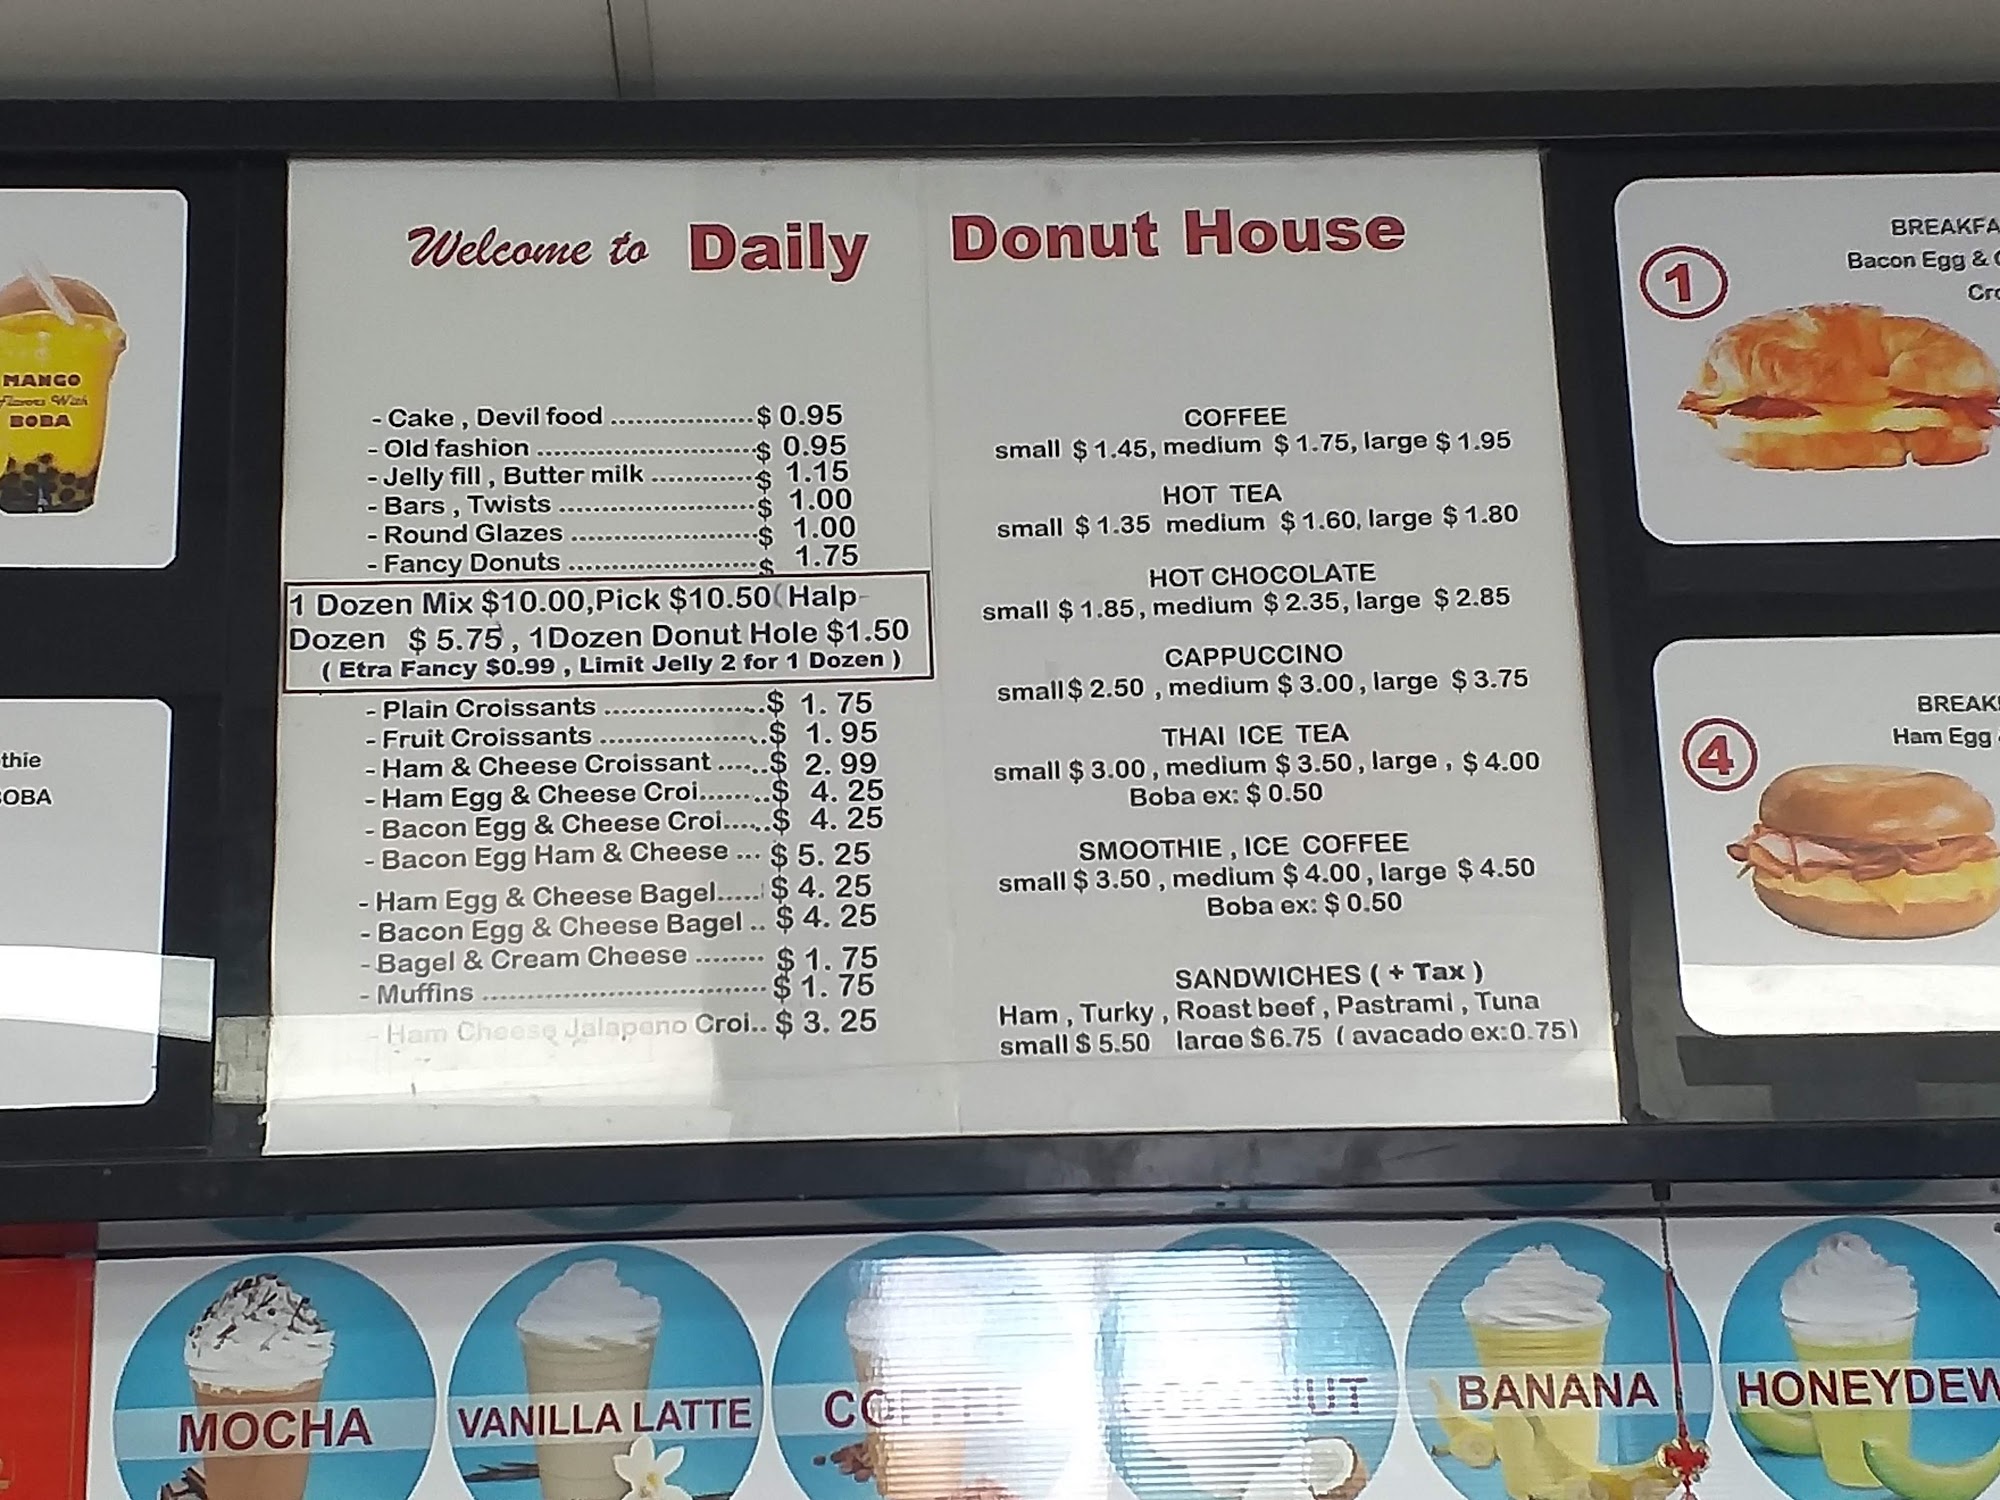 Welcome to Daily Donut House
- Cake , Devil food ................. $ 0.95
- Old fashion ........................... $ 0.95
- Jelly fill , Butter milk ............. $ 1.15
- Bars , Twists ........................ $ 1.00
- Round Glazes ....................... $ 1.00
- Fancy Donuts ....................... $ 1.75
1 Dozen Mix $10.00,Pick $10.50(Halp-
Dozen $ 5.75 , 1Dozen Donut Hole $1.50
( Etra Fancy $0.99 , Limit Jelly 2 for 1 Dozen )
- Plain Croissants .................... $ 1. 75
- Fruit Croissants ..................... $ 1. 95
- Ham & Cheese Croissant ...... $ 2. 99
- Ham Egg & Cheese Croi......... $ 4. 25
- Bacon Egg & Cheese Croi...... $ 4. 25
- Bacon Egg Ham & Cheese ... $ 5. 25
- Ham Egg & Cheese Bagel..... $ 4. 25
- Bacon Egg & Cheese Bagel .. $ 4. 25
- Bagel & Cream Cheese ........ $ 1. 75
- Muffins ................................. $ 1. 75
- Ham Cheese Jalapeno Croi.. $ 3. 25
COFFEE
small $ 1.45, medium $ 1.75, large $ 1.95
HOT TEA
small $ 1.35 medium $ 1.60, large $ 1.80
HOT CHOCOLATE
small $ 1.85, medium $ 2.35, large $ 2.85
CAPPUCCINO
small $ 2.50 , medium $ 3.00 , large $ 3.75
THAI ICE TEA
small $ 3.00 , medium $ 3.50 , large , $ 4.00
Boba ex: $ 0.50
SMOOTHIE , ICE COFFEE
small $ 3.50 , medium $ 4.00 , large $ 4.50
Boba ex: $ 0.50
SANDWICHES ( + Tax )
Ham , Turky , Roast beef , Pastrami , Tuna
small $ 5.50 large $ 6.75 ( avacado ex:0.75)
MANGO
Flavors With
BOBA
thie
BOBA
1
BREAKFA
Bacon Egg & C
Cro
4
BREAK
Ham Egg
MOCHA
VANILLA LATTE
COFFEE
BANANA
HONEYDEW